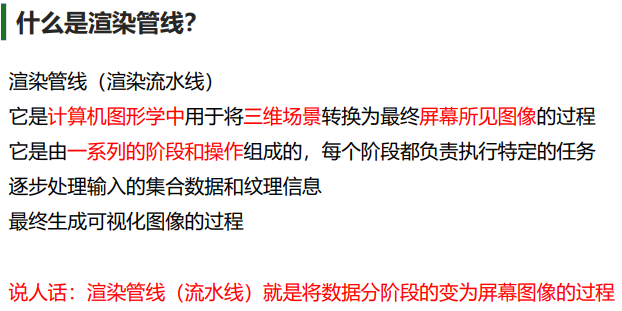 什么是渲染管线？
渲染管线（渲染流水线）
它是计算机图形学中用于将三维场景转换为最终屏幕所见图像的过程
它是由一系列的阶段和操作组成的，每个阶段都负责执行特定的任务
逐步处理输入的集合数据和纹理信息
最终生成可视化图像的过程
说人话：渲染管线（流水线）就是将数据分阶段的变为屏幕图像的过程